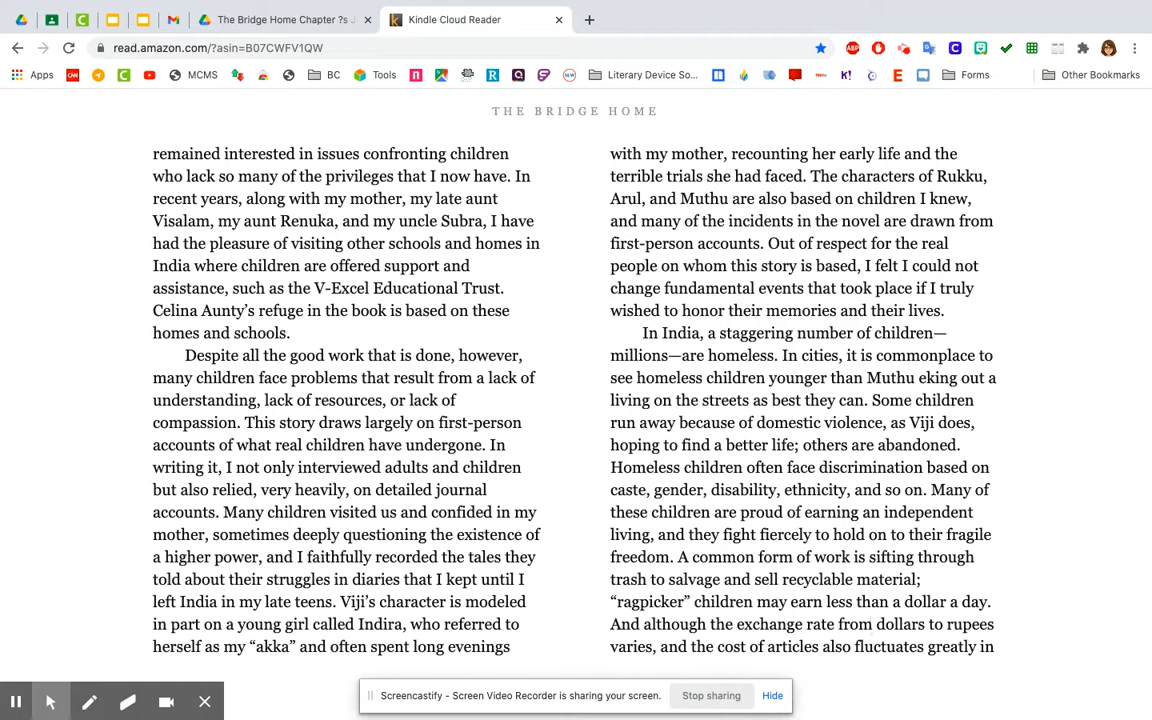 The Bridge Home Chapter ?s J
Kindle Cloud Reader
read.amazon.com/?asin=B07CWFV1QW
Apps
MCMS
BC
Tools
Literary Device So...
Forms
Other Bookmarks
THE BRIDGE HOME
remained interested in issues confronting children
who lack so many of the privileges that I now have. In
recent years, along with my mother, my late aunt
Visalam, my aunt Renuka, and my uncle Subra, I have
had the pleasure of visiting other schools and homes in
India where children are offered support and
assistance, such as the V-Excel Educational Trust.
Celina Aunty’s refuge in the book is based on these
homes and schools.
Despite all the good work that is done, however,
many children face problems that result from a lack of
understanding, lack of resources, or lack of
compassion. This story draws largely on first-person
accounts of what real children have undergone. In
writing it, I not only interviewed adults and children
but also relied, very heavily, on detailed journal
accounts. Many children visited us and confided in my
mother, sometimes deeply questioning the existence of
a higher power, and I faithfully recorded the tales they
told about their struggles in diaries that I kept until I
left India in my late teens. Viji’s character is modeled
in part on a young girl called Indira, who referred to
herself as my “akka” and often spent long evenings
with my mother, recounting her early life and the
terrible trials she had faced. The characters of Rukku,
Arul, and Muthu are also based on children I knew,
and many of the incidents in the novel are drawn from
first-person accounts. Out of respect for the real
people on whom this story is based, I felt I could not
change fundamental events that took place if I truly
wished to honor their memories and their lives.
In India, a staggering number of children—
millions—are homeless. In cities, it is commonplace to
see homeless children younger than Muthu eking out a
living on the streets as best they can. Some children
run away because of domestic violence, as Viji does,
hoping to find a better life; others are abandoned.
Homeless children often face discrimination based on
caste, gender, disability, ethnicity, and so on. Many of
these children are proud of earning an independent
living, and they fight fiercely to hold on to their fragile
freedom. A common form of work is sifting through
trash to salvage and sell recyclable material;
“ragpicker” children may earn less than a dollar a day.
And although the exchange rate from dollars to rupees
varies, and the cost of articles also fluctuates greatly in
Screencastify - Screen Video Recorder is sharing your screen.
Stop sharing
Hide